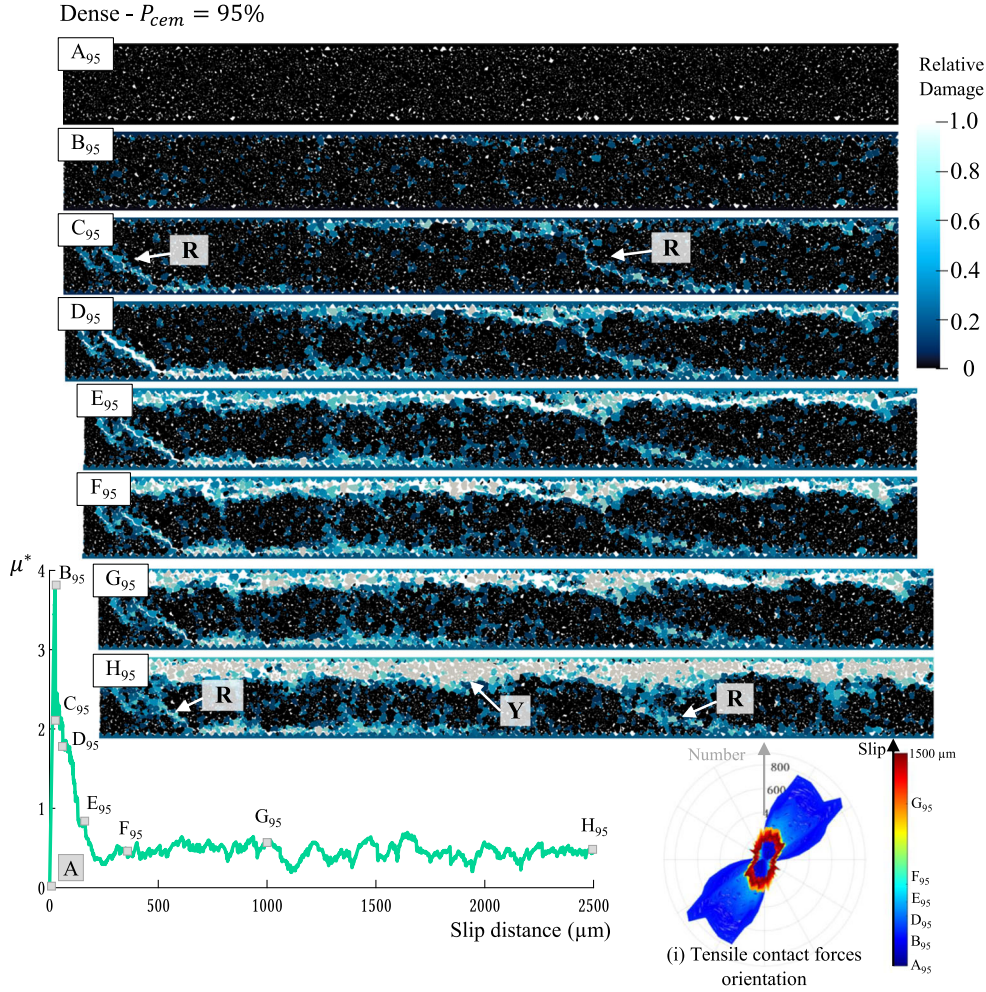 Dense - P_cem = 95%
A95
Relative
Damage
1.0
0.8
0.6
0.4
0.2
0
B95
C95
R
R
D95
E95
F95
G95
H95
R
Y
R
μ*
4
3
2
1
0
B95
C95
D95
E95
F95
G95
H95
A
0
500
1000
1500
2000
2500
Slip distance (μm)
Number
800
600
4
(i) Tensile contact forces
orientation
Slip
1500 μm
G95
F95
E95
D95
B95
A95